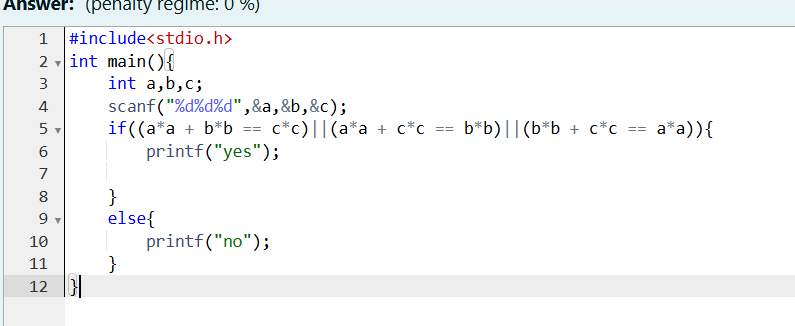 Answer: (penalty regime: 0 %)
1 #include<stdio.h>
2 int main(){
3     int a,b,c;
4     scanf("%d%d%d",&a,&b,&c);
5     if((a*a + b*b == c*c)||(a*a + c*c == b*b)||(b*b + c*c == a*a)){
6         printf("yes");
7
8     }
9     else{
10         printf("no");
11     }
12 }